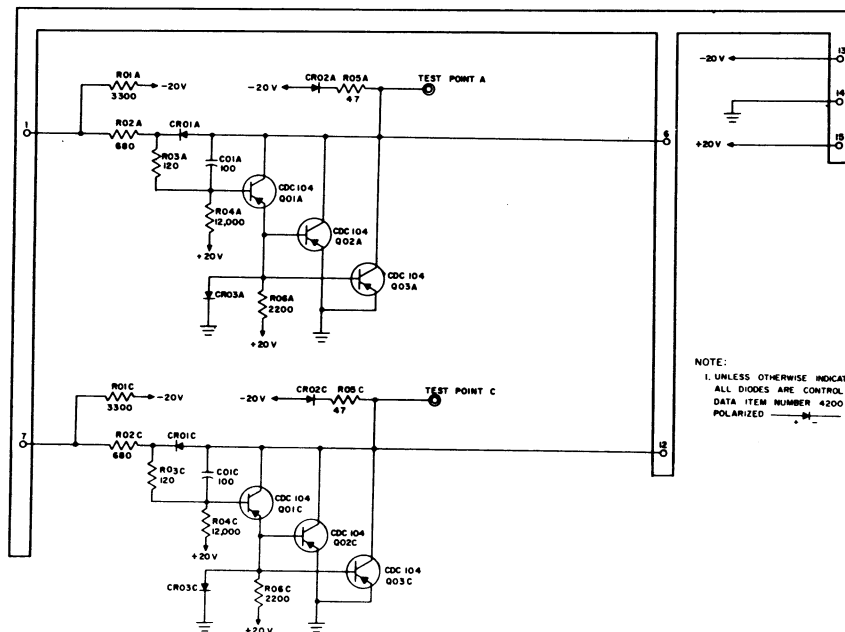 R01A
3300
-20V
-20V
CR02A
R05A
47
TEST POINT A
1
R02A
680
CR01A
R03A
120
C01A
100
CDC 104
Q01A
R04A
12,000
+20V
CDC 104
Q02A
CDC 104
Q03A
CR03A
R06A
2200
+20V
6
13
-20V
14
15
+20V
R01C
3300
-20V
-20V
CR02C
R05C
47
TEST POINT C
7
R02C
680
CR01C
R03C
120
C01C
100
CDC 104
Q01C
R04C
12,000
+20V
CDC 104
Q02C
CDC 104
Q03C
CR03C
R06C
2200
+20V
12
NOTE:
1. UNLESS OTHERWISE INDICAT
ALL DIODES ARE CONTROL
DATA ITEM NUMBER 4200
POLARIZED
+ -